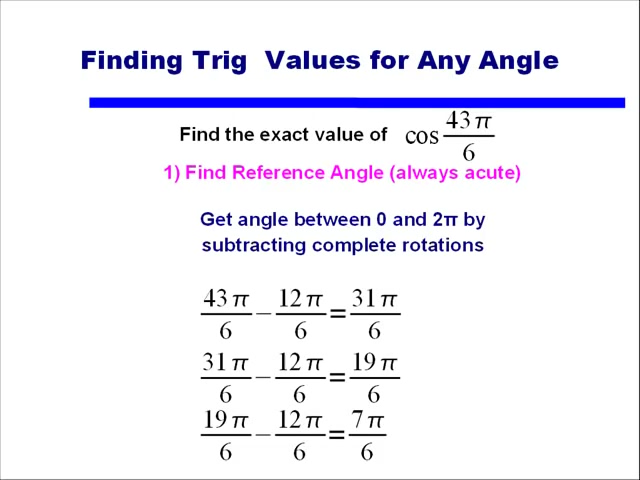 Finding Trig Values for Any Angle
Find the exact value of cos 43π/6
1) Find Reference Angle (always acute)
Get angle between 0 and 2π by
subtracting complete rotations
43π/6 − 12π/6 = 31π/6
31π/6 − 12π/6 = 19π/6
19π/6 − 12π/6 = 7π/6